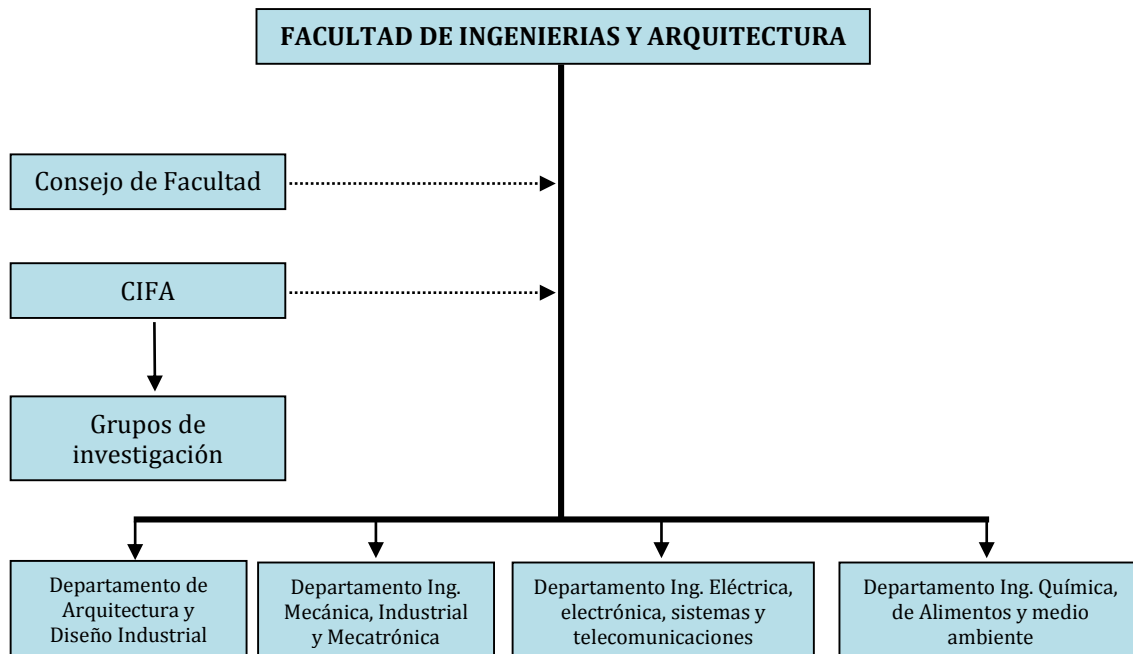 FACULTAD DE INGENIERIAS Y ARQUITECTURA
Consejo de Facultad
CIFA
Grupos de
investigación
Departamento de
Arquitectura y
Diseño Industrial
Departamento Ing.
Mecánica, Industrial
y Mecatrónica
Departamento Ing. Eléctrica,
electrónica, sistemas y
telecomunicaciones
Departamento Ing. Química,
de Alimentos y medio
ambiente